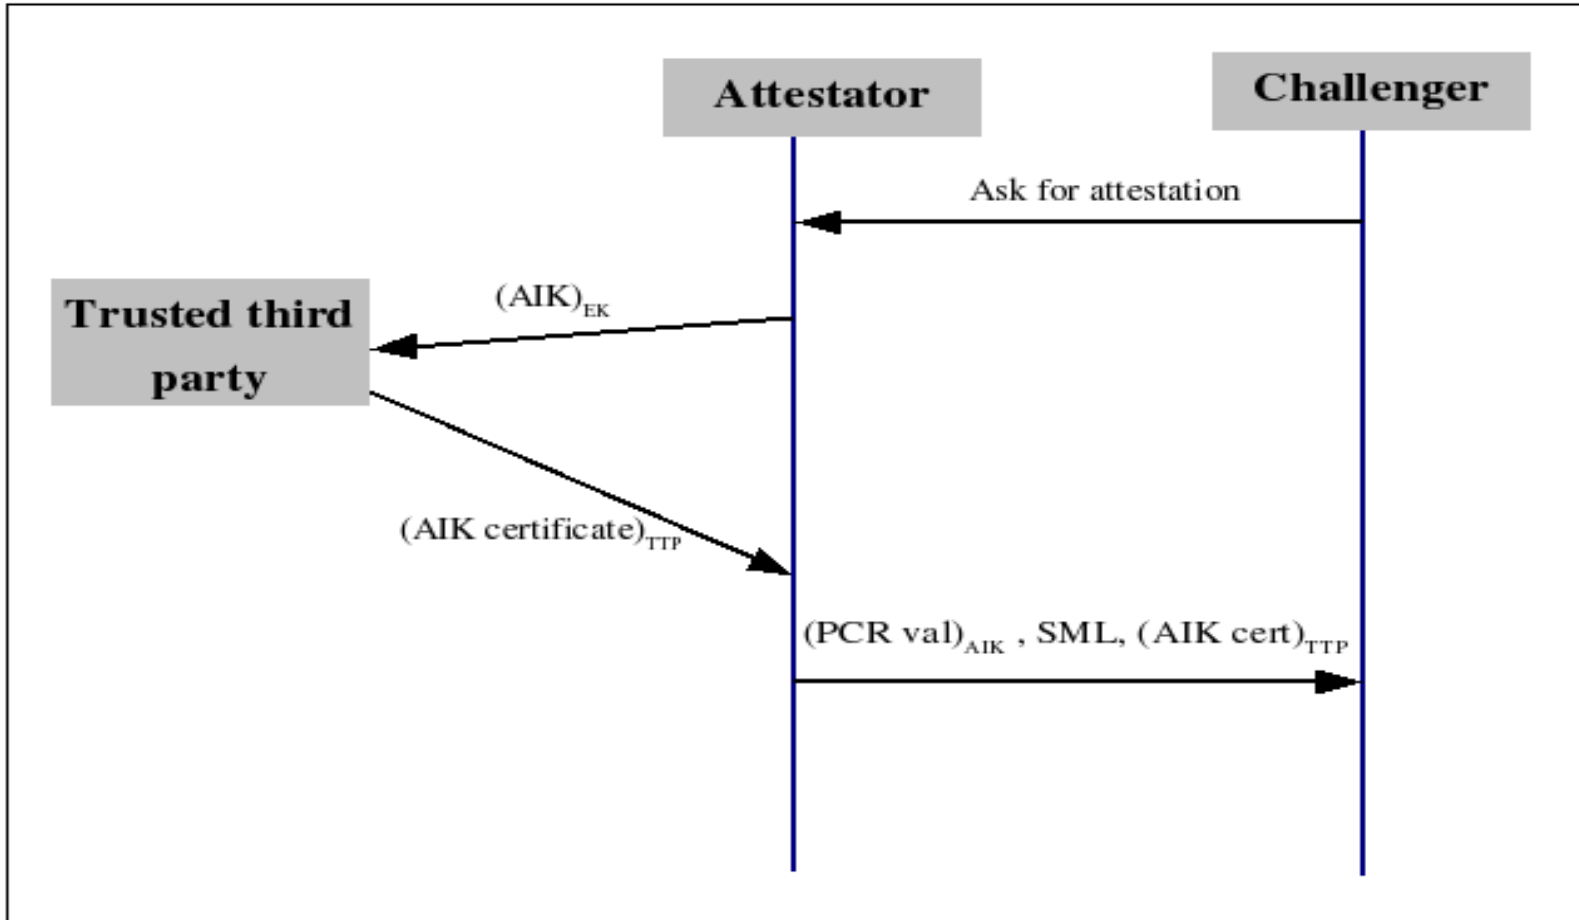 Attestator
Challenger
Ask for attestation
(AIK)EK
Trusted third
party
(AIK certificate)TTP
(PCR val)AIK , SML, (AIK cert)TTP